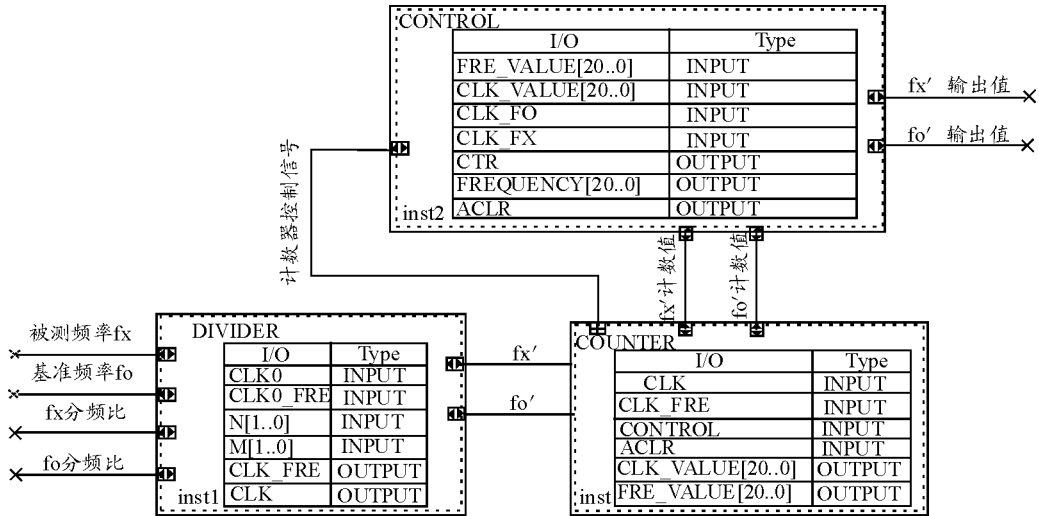 CONTROL
I/O Type
FRE_VALUE[20..0] INPUT
CLK_VALUE[20..0] INPUT
CLK_FO INPUT
CLK_FX INPUT
CTR OUTPUT
FREQUENCY[20..0] OUTPUT
ACLR OUTPUT
inst2
fx′ 输出值
fo′ 输出值
计数器控制信号
fx′计数值
fo′计数值
被测频率fx
基准频率fo
fx分频比
fo分频比
DIVIDER
I/O Type
CLK0 INPUT
CLK0_FRE INPUT
N[1..0] INPUT
M[1..0] INPUT
CLK_FRE OUTPUT
CLK OUTPUT
inst1
fx′
fo′
COUNTER
I/O Type
CLK INPUT
CLK_FRE INPUT
CONTROL INPUT
ACLR INPUT
CLK_VALUE[20..0] OUTPUT
FRE_VALUE[20..0] OUTPUT
inst